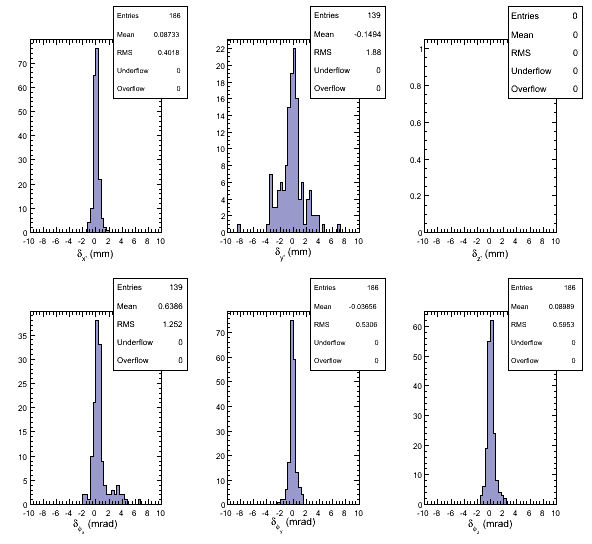 Entries 186
Mean 0.08733
RMS 0.4018
Underflow 0
Overflow 0
70
60
50
40
30
20
10
0
-10 -8 -6 -4 -2 0 2 4 6 8 10
δx' (mm)
Entries 139
Mean -0.1494
RMS 1.88
Underflow 0
Overflow 0
22
20
18
16
14
12
10
8
6
4
2
0
-10 -8 -6 -4 -2 0 2 4 6 8 10
δy' (mm)
Entries 0
Mean 0
RMS 0
Underflow 0
Overflow 0
1
0.8
0.6
0.4
0.2
0
-10 -8 -6 -4 -2 0 2 4 6 8 10
δz' (mm)
Entries 139
Mean 0.6386
RMS 1.252
Underflow 0
Overflow 0
35
30
25
20
15
10
5
0
-10 -8 -6 -4 -2 0 2 4 6 8 10
δφx (mrad)
Entries 186
Mean -0.03656
RMS 0.5306
Underflow 0
Overflow 0
70
60
50
40
30
20
10
0
-10 -8 -6 -4 -2 0 2 4 6 8 10
δφy (mrad)
Entries 186
Mean 0.08989
RMS 0.5953
Underflow 0
Overflow 0
60
50
40
30
20
10
0
-10 -8 -6 -4 -2 0 2 4 6 8 10
δφz (mrad)